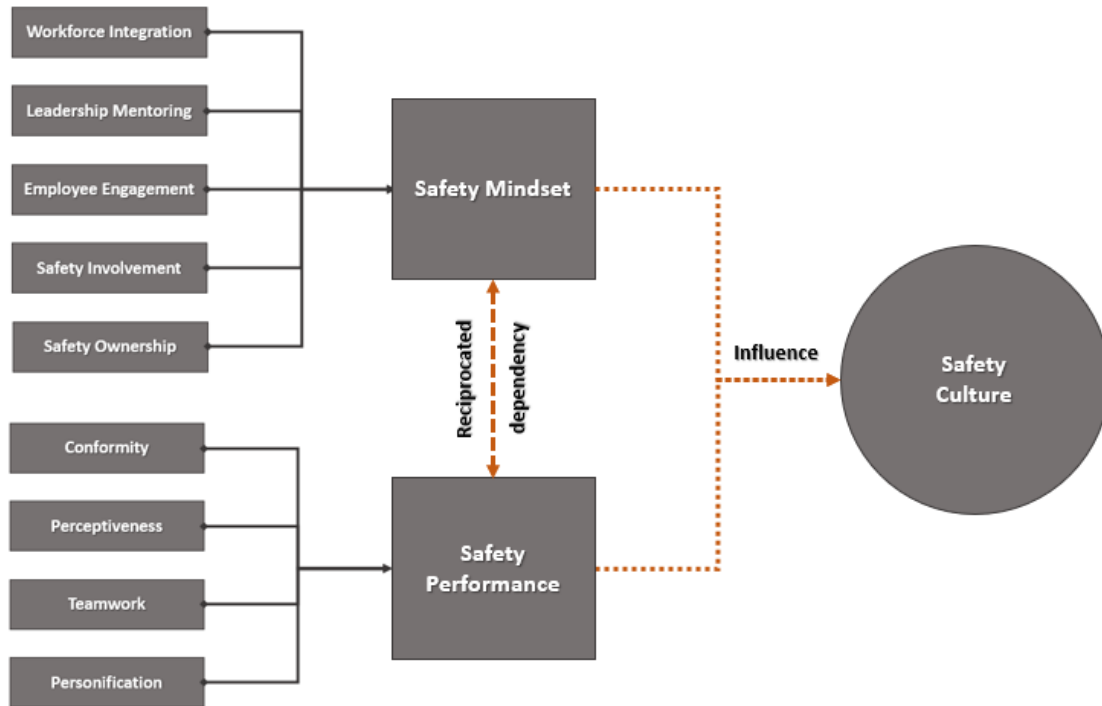 Workforce Integration
Leadership Mentoring
Employee Engagement
Safety Involvement
Safety Ownership
Conformity
Perceptiveness
Teamwork
Personification
Safety Mindset
Reciprocated
dependency
Safety
Performance
Influence
Safety
Culture